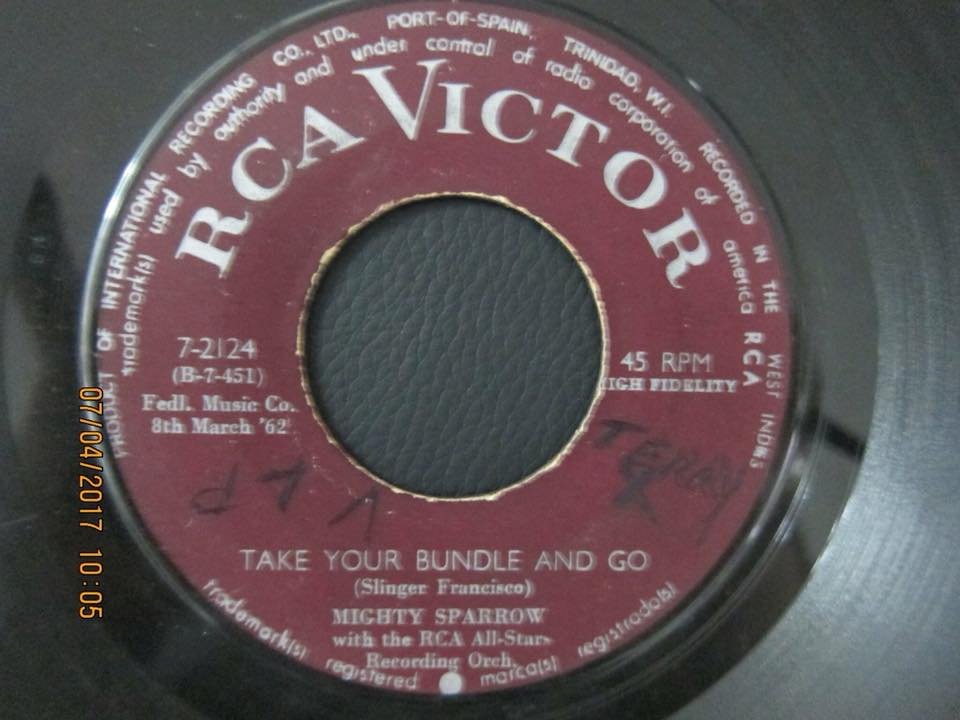 PRODUCT OF INTERNATIONAL RECORDING CO., LTD., PORT-OF-SPAIN, TRINIDAD, W.I. RECORDED IN THE WEST INDIES
trademark(s) used by authority and under control of radio corporation of america RCA
RCA VICTOR
7-2124
(B-7-451)
Fedl. Music Co.
8th March '62
45 RPM
HIGH FIDELITY
TAKE YOUR BUNDLE AND GO
(Slinger Francisco)
MIGHTY SPARROW
with the RCA All-Stars
Recording Orch.
trademark(s) registered marca(s) registrado(s)
07/04/2017 10:05